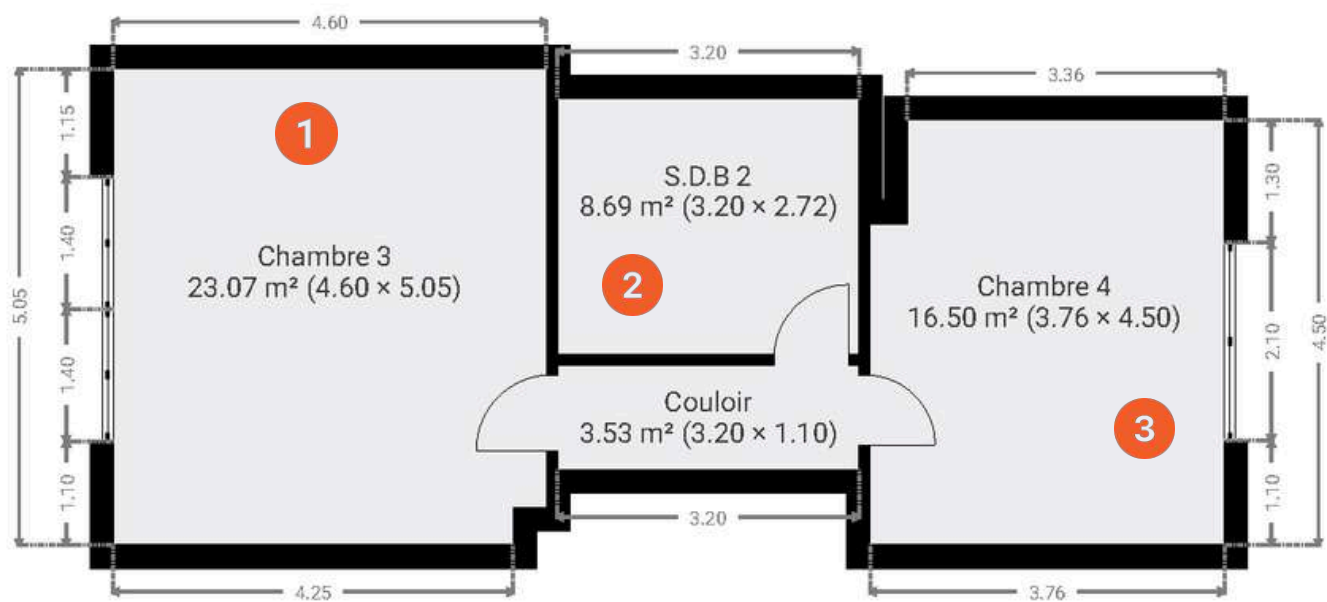 4.60
3.20
3.36
1
1.15
5.05
1.40
1.40
1.10
Chambre 3
23.07 m² (4.60 × 5.05)
S.D.B 2
8.69 m² (3.20 × 2.72)
2
Couloir
3.53 m² (3.20 × 1.10)
Chambre 4
16.50 m² (3.76 × 4.50)
3
1.30
2.10
1.10
4.50
3.20
4.25
3.76